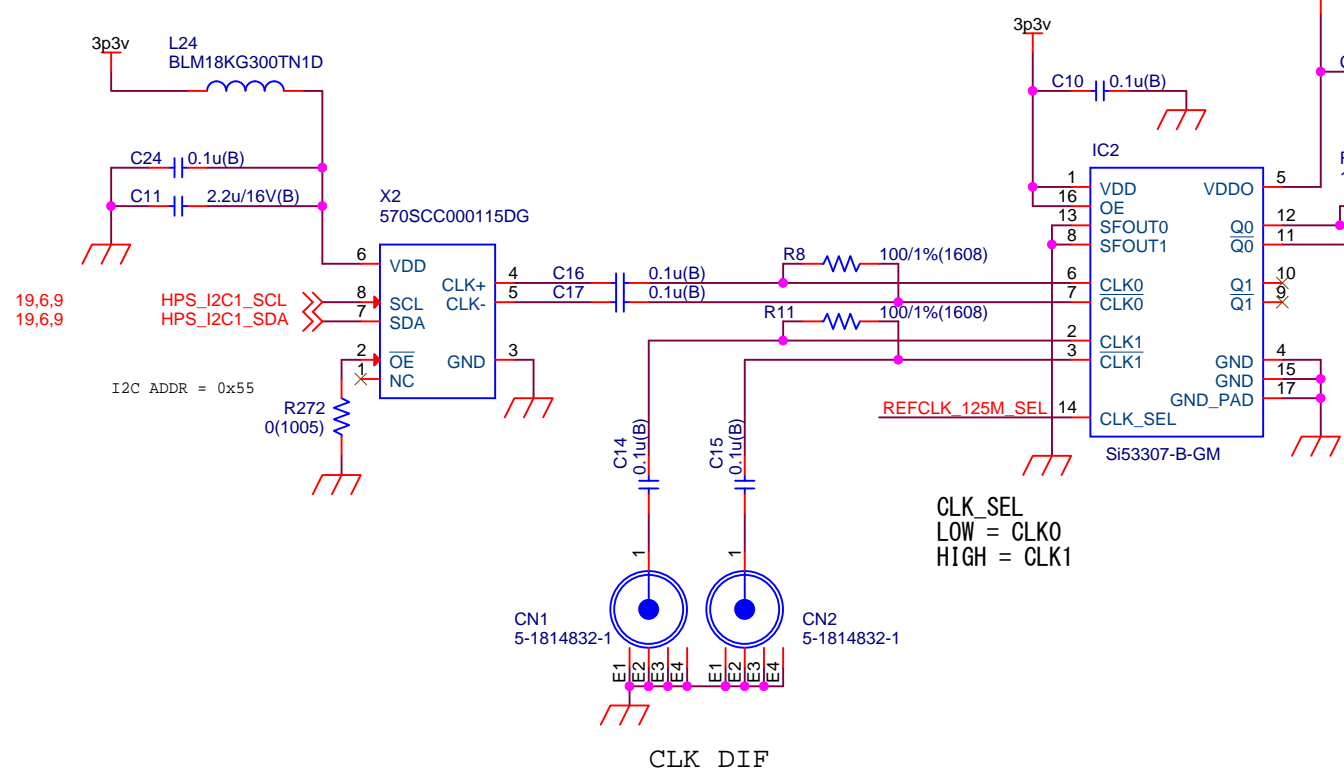 3p3v
L24
BLM18KG300TN1D
C24
0.1u(B)
C11
2.2u/16V(B)
X2
570SCC000115DG
6
VDD
8
SCL
7
SDA
2
OE
1
NC
4
CLK+
5
CLK-
3
GND
19,6,9
HPS_I2C1_SCL
19,6,9
HPS_I2C1_SDA
I2C ADDR = 0x55
R272
0(1005)
C16
0.1u(B)
C17
0.1u(B)
R8
100/1%(1608)
R11
100/1%(1608)
C14
0.1u(B)
C15
0.1u(B)
1
1
CN1
5-1814832-1
CN2
5-1814832-1
E1
E2
E3
E4
E1
E2
E3
E4
CLK DIF
3p3v
C10
0.1u(B)
IC2
1
VDD
16
OE
13
SFOUT0
8
SFOUT1
6
CLK0
7
CLK0
2
CLK1
3
CLK1
REFCLK_125M_SEL
14
CLK_SEL
5
VDDO
12
Q0
11
Q0
10
Q1
9
Q1
4
GND
15
GND
17
GND_PAD
Si53307-B-GM
CLK_SEL
LOW = CLK0
HIGH = CLK1